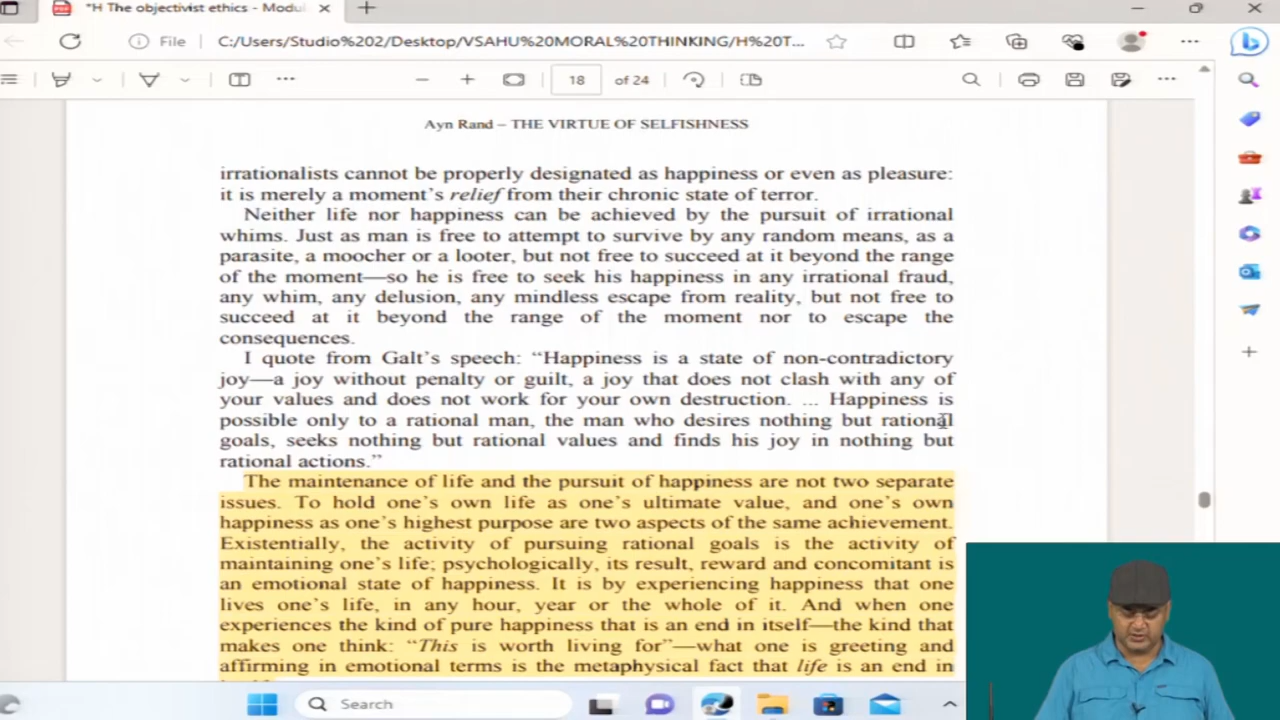 *H The objectivist ethics - Modu
File
C:/Users/Studio%202/Desktop/VSAHU%20MORAL%20THINKING/H%20T...
18 of 24
Ayn Rand – THE VIRTUE OF SELFISHNESS
irrationalists cannot be properly designated as happiness or even as pleasure:
it is merely a moment's relief from their chronic state of terror.
Neither life nor happiness can be achieved by the pursuit of irrational
whims. Just as man is free to attempt to survive by any random means, as a
parasite, a moocher or a looter, but not free to succeed at it beyond the range
of the moment—so he is free to seek his happiness in any irrational fraud,
any whim, any delusion, any mindless escape from reality, but not free to
succeed at it beyond the range of the moment nor to escape the
consequences.
I quote from Galt's speech: “Happiness is a state of non-contradictory
joy—a joy without penalty or guilt, a joy that does not clash with any of
your values and does not work for your own destruction. ... Happiness is
possible only to a rational man, the man who desires nothing but rational
goals, seeks nothing but rational values and finds his joy in nothing but
rational actions.”
The maintenance of life and the pursuit of happiness are not two separate
issues. To hold one's own life as one's ultimate value, and one's own
happiness as one's highest purpose are two aspects of the same achievement.
Existentially, the activity of pursuing rational goals is the activity of
maintaining one's life; psychologically, its result, reward and concomitant is
an emotional state of happiness. It is by experiencing happiness that one
lives one's life, in any hour, year or the whole of it. And when one
experiences the kind of pure happiness that is an end in itself—the kind that
makes one think: “This is worth living for”—what one is greeting and
affirming in emotional terms is the metaphysical fact that life is an end in
Search